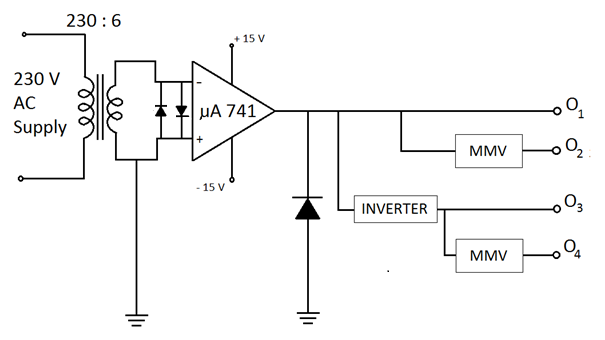 230 : 6
+ 15 V
230 V
AC
Supply
−
µA 741
+
- 15 V
O1
MMV
O2
INVERTER
O3
MMV
O4